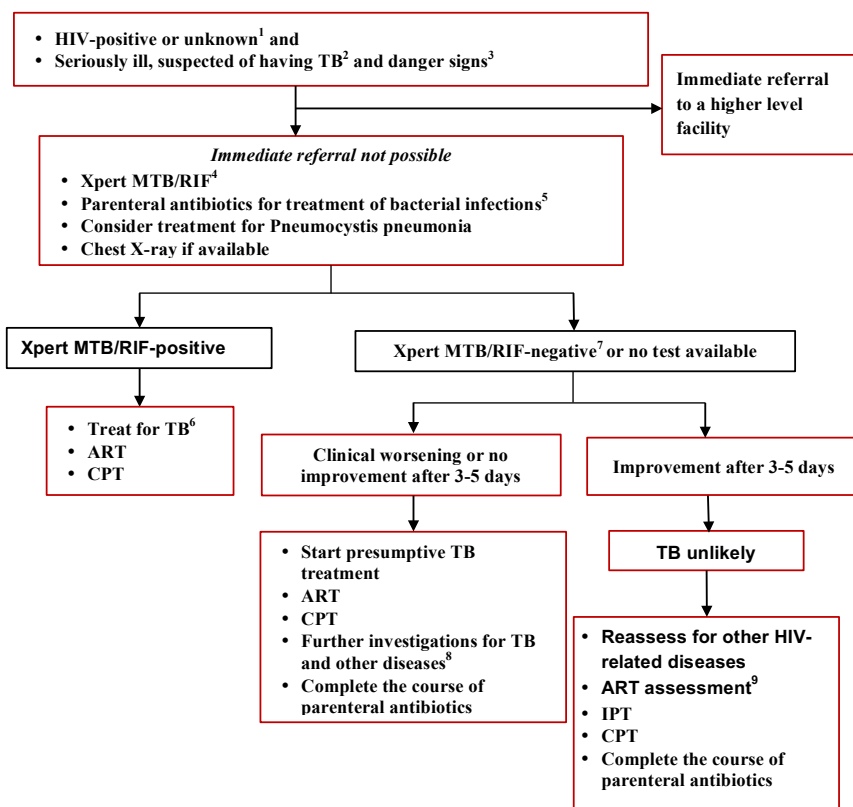 • HIV-positive or unknown¹ and
• Seriously ill, suspected of having TB² and danger signs³
Immediate referral
to a higher level
facility
Immediate referral not possible
• Xpert MTB/RIF⁴
• Parenteral antibiotics for treatment of bacterial infections⁵
• Consider treatment for Pneumocystis pneumonia
• Chest X-ray if available
Xpert MTB/RIF-positive
Xpert MTB/RIF-negative⁷ or no test available
• Treat for TB⁶
• ART
• CPT
Clinical worsening or no
improvement after 3-5 days
Improvement after 3-5 days
• Start presumptive TB
treatment
• ART
• CPT
• Further investigations for TB
and other diseases⁸
• Complete the course of
parenteral antibiotics
TB unlikely
• Reassess for other HIV-
related diseases
• ART assessment⁹
• IPT
• CPT
• Complete the course of
parenteral antibiotics